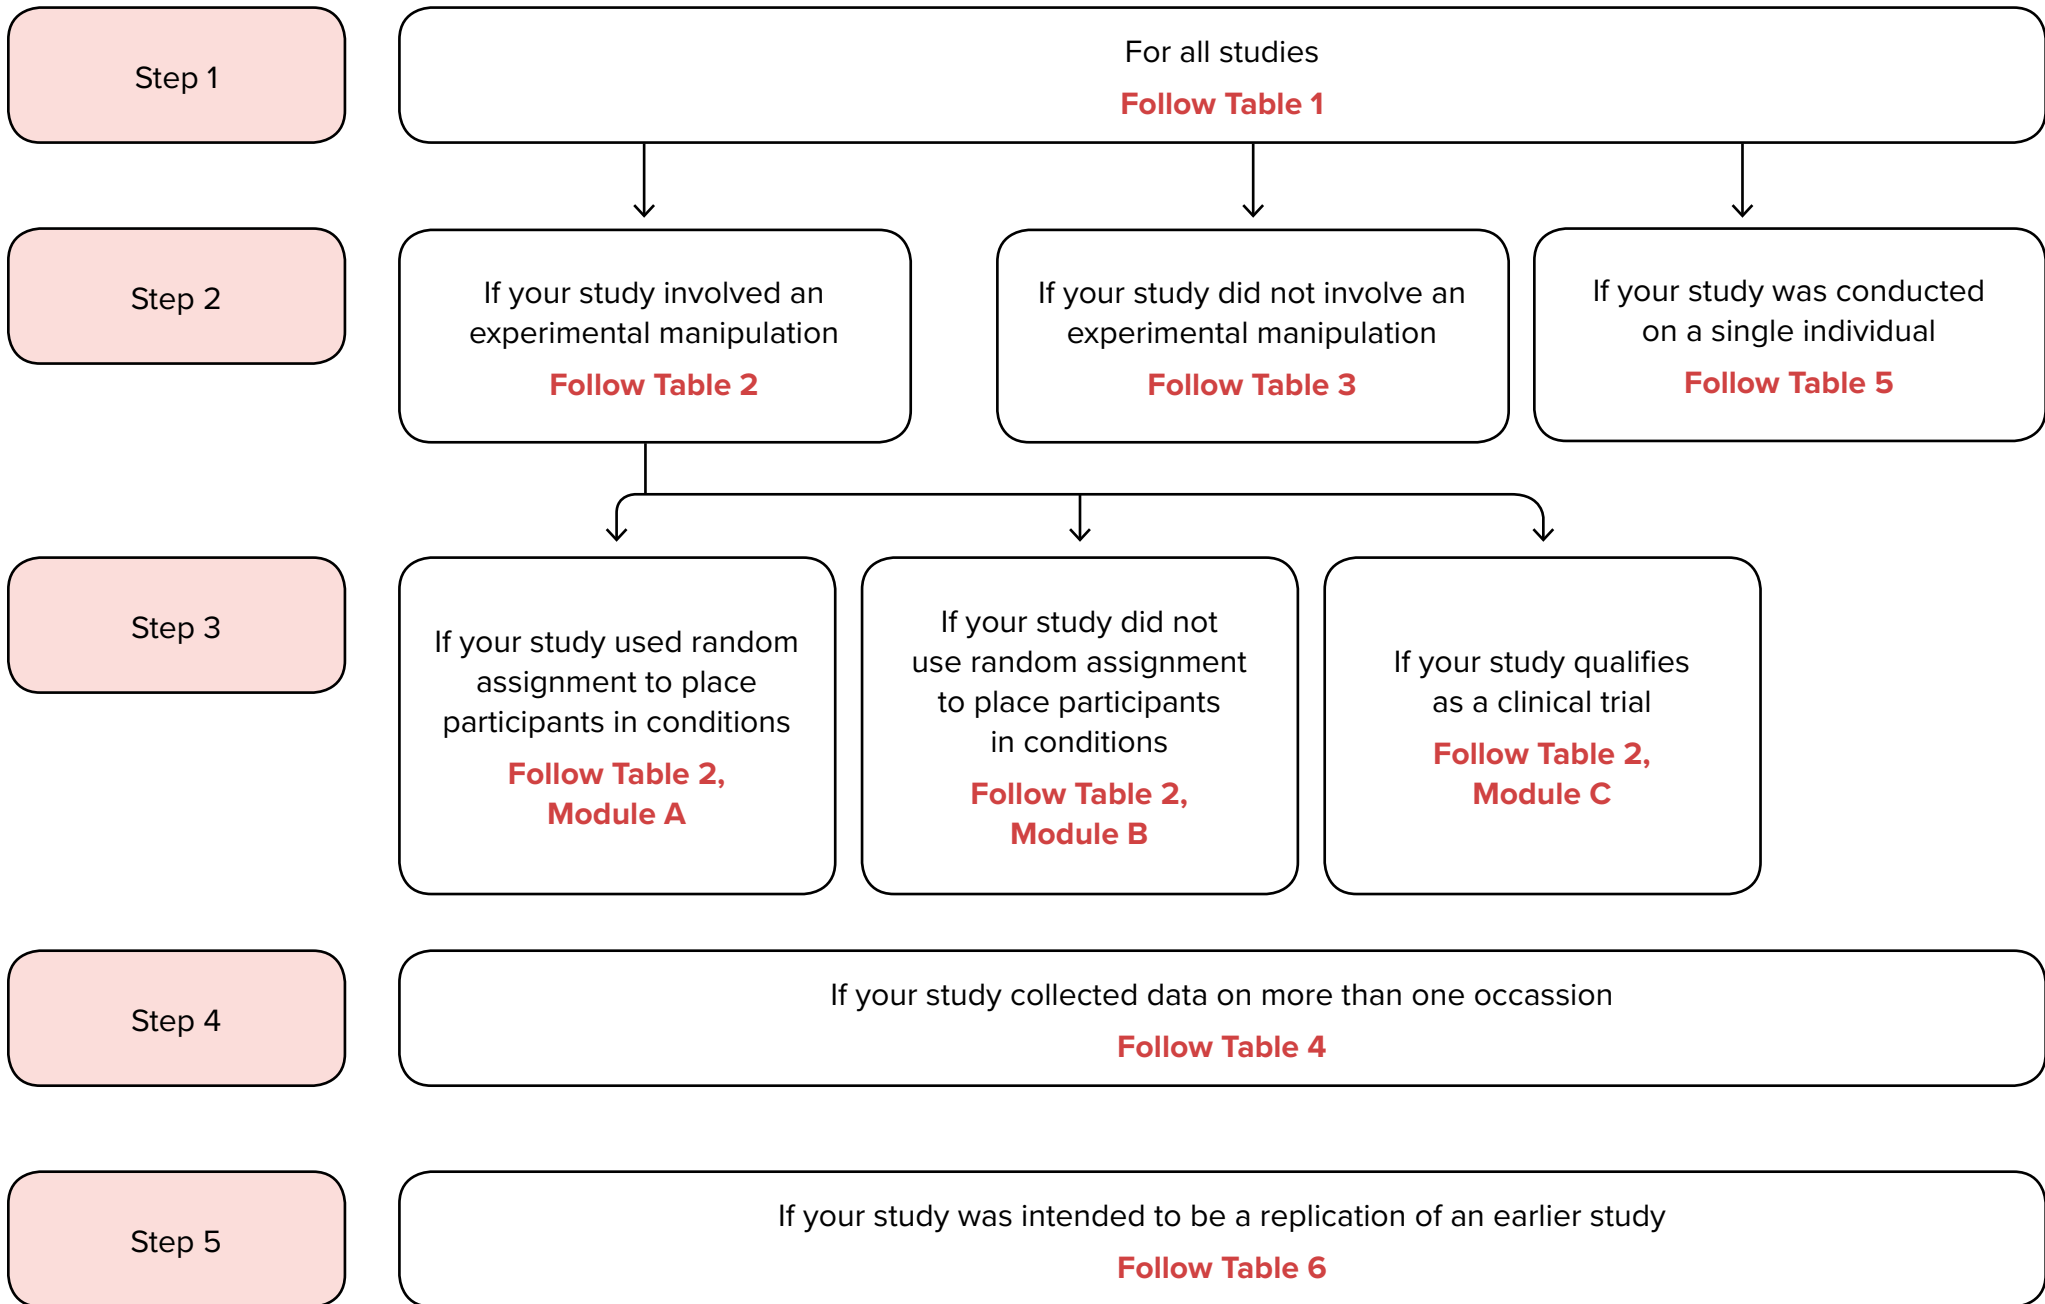 Step 1
For all studies
Follow Table 1
Step 2
If your study involved an
experimental manipulation
Follow Table 2
If your study did not involve an
experimental manipulation
Follow Table 3
If your study was conducted
on a single individual
Follow Table 5
Step 3
If your study used random
assignment to place
participants in conditions
Follow Table 2,
Module A
If your study did not
use random assignment
to place participants
in conditions
Follow Table 2,
Module B
If your study qualifies
as a clinical trial
Follow Table 2,
Module C
Step 4
If your study collected data on more than one occassion
Follow Table 4
Step 5
If your study was intended to be a replication of an earlier study
Follow Table 6